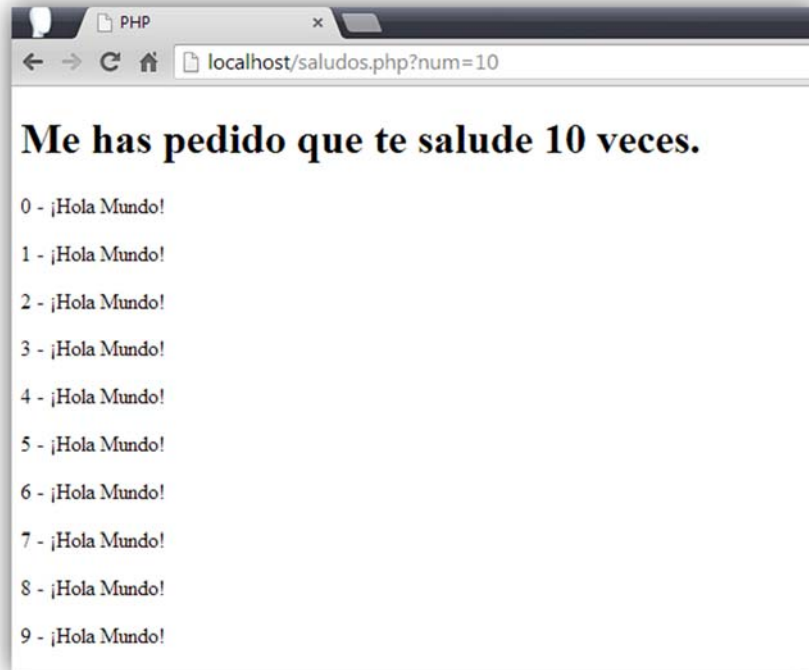 PHP
localhost/saludos.php?num=10
Me has pedido que te salude 10 veces.
0 - ¡Hola Mundo!
1 - ¡Hola Mundo!
2 - ¡Hola Mundo!
3 - ¡Hola Mundo!
4 - ¡Hola Mundo!
5 - ¡Hola Mundo!
6 - ¡Hola Mundo!
7 - ¡Hola Mundo!
8 - ¡Hola Mundo!
9 - ¡Hola Mundo!